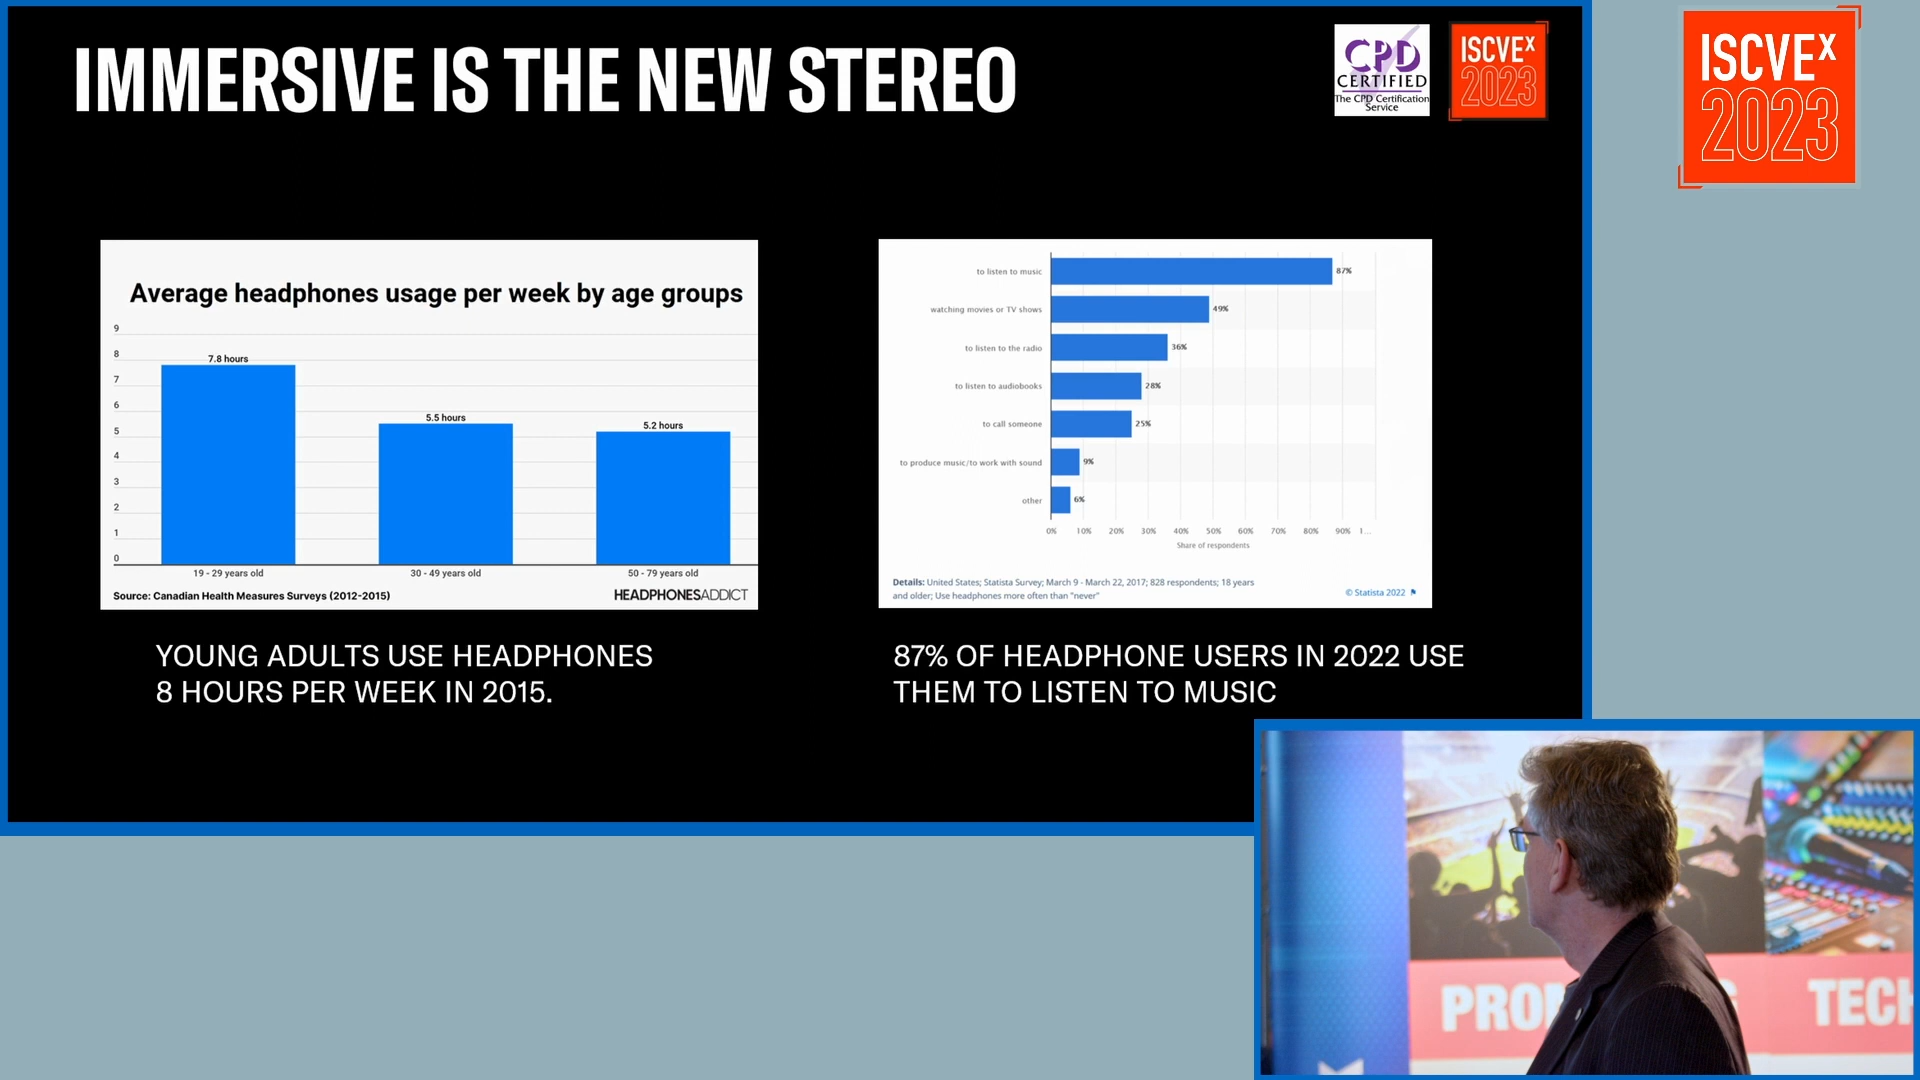 IMMERSIVE IS THE NEW STEREO
CPD
CERTIFIED
The CPD Certification
Service
ISCVEx
2023
ISCVEx
2023
Average headphones usage per week by age groups
9
8
7
6
5
4
3
2
1
0
7.8 hours
5.5 hours
5.2 hours
19 - 29 years old
30 - 49 years old
50 - 79 years old
Source: Canadian Health Measures Surveys (2012-2015)
HEADPHONESADDICT
to listen to music 87%
watching movies or TV shows 49%
to listen to the radio 36%
to listen to audiobooks 28%
to call someone 25%
to produce music/to work with sound 9%
other 6%
0% 10% 20% 30% 40% 50% 60% 70% 80% 90% 1...
Share of respondents
Details: United States; Statista Survey; March 9 - March 22, 2017; 828 respondents; 18 years
and older; Use headphones more often than "never"
© Statista 2022
YOUNG ADULTS USE HEADPHONES
8 HOURS PER WEEK IN 2015.
87% OF HEADPHONE USERS IN 2022 USE
THEM TO LISTEN TO MUSIC